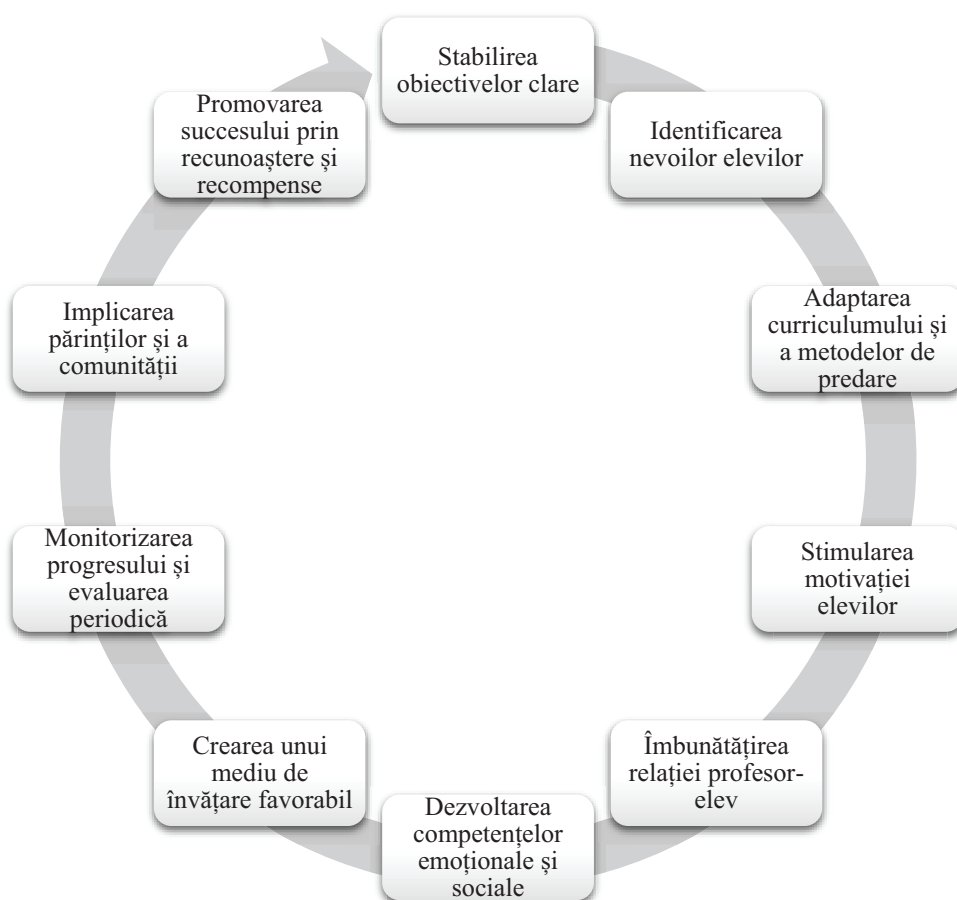 Stabilirea
obiectivelor clare
Identificarea
nevoilor elevilor
Adaptarea
curriculumului și
a metodelor de
predare
Stimularea
motivației
elevilor
Îmbunătățirea
relației profesor-
elev
Dezvoltarea
competențelor
emoționale și
sociale
Crearea unui
mediu de
învățare favorabil
Monitorizarea
progresului și
evaluarea
periodică
Implicarea
părinților și a
comunității
Promovarea
succesului prin
recunoaștere și
recompense